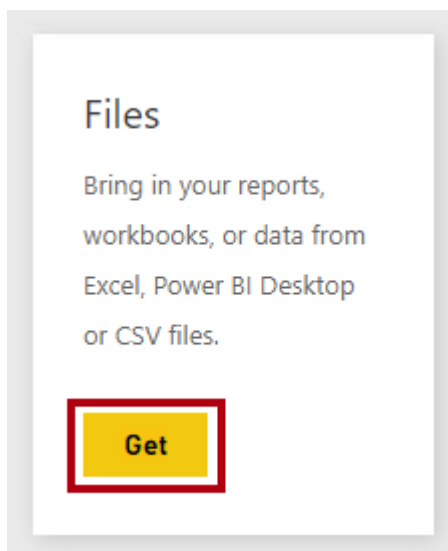 Files
Bring in your reports,
workbooks, or data from
Excel, Power BI Desktop
or CSV files.
Get